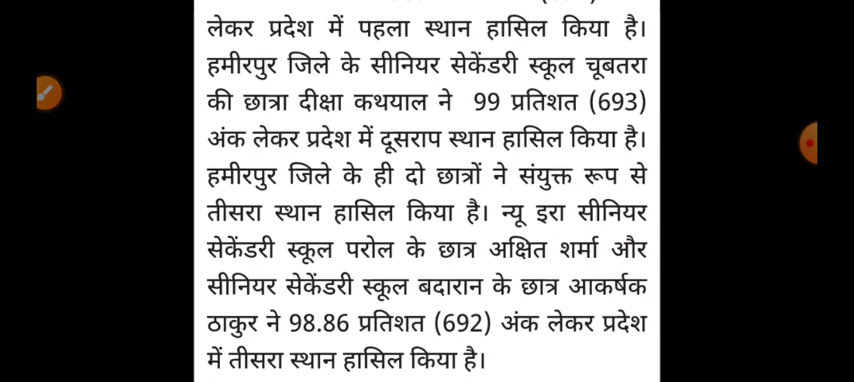 लेकर प्रदेश में पहला स्थान हासिल किया है।
हमीरपुर जिले के सीनियर सेकेंडरी स्कूल चूबतरा
की छात्रा दीक्षा कथयाल ने 99 प्रतिशत (693)
अंक लेकर प्रदेश में दूसराप स्थान हासिल किया है।
हमीरपुर जिले के ही दो छात्रों ने संयुक्त रूप से
तीसरा स्थान हासिल किया है। न्यू इरा सीनियर
सेकेंडरी स्कूल परोल के छात्र अक्षित शर्मा और
सीनियर सेकेंडरी स्कूल बदारान के छात्र आकर्षक
ठाकुर ने 98.86 प्रतिशत (692) अंक लेकर प्रदेश
में तीसरा स्थान हासिल किया है।